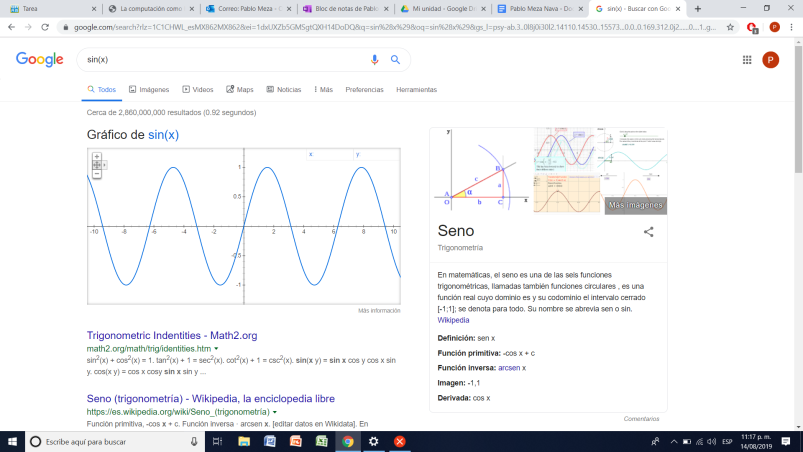 Tarea
La computación como
Correo: Pablo Meza - O
Bloc de notas de Pablo
Mi unidad - Google Dr
Pablo Meza Nava - Do
sin(x) - Buscar con Goo
google.com/search?rlz=1C1CHWL_esMX862MX862&ei=1dxUXZb5GMSgtQXH14DoDQ&q=sin%28x%29&oq=sin%28x%29&gs_l=psy-ab.3..0l8j0i30l2.14110.14530..15573...0.0..0.169.312.0j2......0....1..g...
Google
sin(x)
P
Todos
Imágenes
Videos
Maps
Noticias
Más
Preferencias
Herramientas
Cerca de 2,860,000,000 resultados (0.92 segundos)
Gráfico de sin(x)
x y
1
0.5
-10 -8 -6 -4 -2 2 4 6 8 10
-0.5
-1
Más información
Trigonometric Indentities - Math2.org
math2.org/math/trig/identities.htm
sin²(x) + cos²(x) = 1. tan²(x) + 1 = sec²(x). cot²(x) + 1 = csc²(x). sin(x y) = sin x cos y cos x sin
y. cos(x y) = cos x cosy sin x sin y ...
Seno (trigonometría) - Wikipedia, la enciclopedia libre
https://es.wikipedia.org/wiki/Seno_(trigonometría)
Función primitiva, -cos x + c. Función inversa · arcsen x. [editar datos en Wikidata]. En
y
B
c
a
A
α
O
b
C
x
Más imágenes
Seno
Trigonometría
En matemáticas, el seno es una de las seis funciones
trigonométricas, llamadas también funciones circulares , es una
función real cuyo dominio es y su codominio el intervalo cerrado
[-1;1]; se denota para todo. Su nombre se abrevia sen o sin.
Wikipedia
Definición: sen x
Función primitiva: -cos x + c
Función inversa: arcsen x
Imagen: -1,1
Derivada: cos x
Comentarios
Escribe aquí para buscar
ESP
11:17 p. m.
14/08/2019